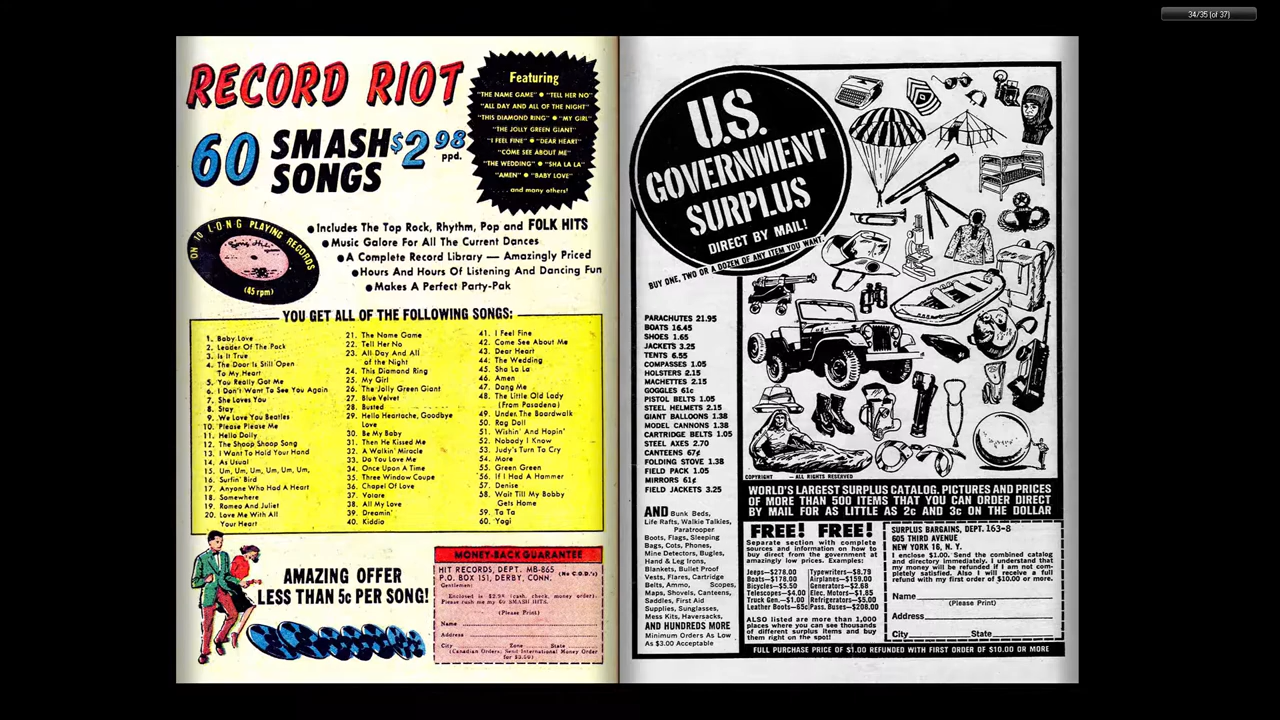 34/35 (of 37)
RECORD RIOT
60 SMASH SONGS $2.98 ppd.
Featuring
"THE NAME GAME" ● "TELL HER NO"
"ALL DAY AND ALL OF THE NIGHT"
"THIS DIAMOND RING" ● "MY GIRL"
"THE JOLLY GREEN GIANT"
"I FEEL FINE" ● "DEAR HEART"
"COME SEE ABOUT ME"
"THE WEDDING" ● "SHA LA LA"
"AMEN" ● "BABY LOVE"
....and many others!
ON 10 L-O-N-G PLAYING RECORDS
(45 rpm)
● Includes The Top Rock, Rhythm, Pop and FOLK HITS
● Music Galore For All The Current Dances
● A Complete Record Library — Amazingly Priced
● Hours And Hours Of Listening And Dancing Fun
● Makes A Perfect Party-Pak
YOU GET ALL OF THE FOLLOWING SONGS:
1. Baby Love
2. Leader Of The Pack
3. Is It True
4. The Door Is Still Open
To My Heart
5. You Really Got Me
6. I Don't Want To See You Again
7. She Loves You
8. Stay
9. We Love You Beatles
10. Please Please Me
11. Hello Dolly
12. The Shoop Shoop Song
13. I Want To Hold Your Hand
14. As Usual
15. Um, Um, Um, Um, Um, Um,
16. Surfin' Bird
17. Anyone Who Had A Heart
18. Somewhere
19. Romeo And Juliet
20. Love Me With All
Your Heart
21. The Name Game
22. Tell Her No
23. All Day And All
of the Night
24. This Diamond Ring
25. My Girl
26. The Jolly Green Giant
27. Blue Velvet
28. Busted
29. Hello Heartache, Goodbye
Love
30. Be My Baby
31. Then He Kissed Me
32. A Walkin' Miracle
33. Do You Love Me
34. Once Upon A Time
35. Three Window Coupe
36. Chapel Of Love
37. Volare
38. All My Love
39. Dreamin'
40. Kiddio
41. I Feel Fine
42. Come See About Me
43. Dear Heart
44. The Wedding
45. Sha La La
46. Amen
47. Dang Me
48. The Little Old Lady
(From Pasadena)
49. Under The Boardwalk
50. Rag Doll
51. Wishin' And Hopin'
52. Nobody I Know
53. Judy's Turn To Cry
54. More
55. Green Green
56. If I Had A Hammer
57. Denise
58. Wait Till My Bobby
Gets Home
59. Ta Ta
60. Yogi
AMAZING OFFER
LESS THAN 5c PER SONG!
MONEY-BACK GUARANTEE
HIT RECORDS, DEPT. MB-865
P.O. BOX 151, DERBY, CONN. (No C.O.D.'s)
Gentlemen:
Enclosed is $2.98 (cash, check, money order).
Please rush me my 60 SMASH HITS.
(Please Print)
Name
Address
City Zone State
(Canadian Orders: Send International Money Order
for $3.50)
U.S.
GOVERNMENT
SURPLUS
DIRECT BY MAIL!
BUY ONE, TWO OR A DOZEN OF ANY ITEM YOU WANT.
PARACHUTES 21.95
BOATS 16.45
SHOES 1.65
JACKETS 3.25
TENTS 6.55
COMPASSES 1.05
HOLSTERS 2.15
MACHETTES 2.15
GOGGLES 61c
PISTOL BELTS 1.05
STEEL HELMETS 2.15
GIANT BALLOONS 1.38
MODEL CANNONS 1.38
CARTRIDGE BELTS 1.05
STEEL AXES 2.70
CANTEENS 67¢
FOLDING STOVE 1.38
FIELD PACK 1.05
MIRRORS 61¢
FIELD JACKETS 3.25
AND Bunk Beds,
Life Rafts, Walkie Talkies,
Paratrooper
Boots, Flags, Sleeping
Bags, Cots, Phones,
Mine Detectors, Bugles,
Hand & Leg Irons,
Blankets, Bullet Proof
Vests, Flares, Cartridge
Belts, Ammo, Scopes,
Maps, Shovels, Canteens,
Saddles, First Aid
Supplies, Sunglasses,
Mess Kits, Haversacks,
AND HUNDREDS MORE
Minimum Orders As Low
As $3.00 Acceptable
COPYRIGHT — ALL RIGHTS RESERVED
WORLD'S LARGEST SURPLUS CATALOG. PICTURES AND PRICES
OF MORE THAN 500 ITEMS THAT YOU CAN ORDER DIRECT
BY MAIL FOR AS LITTLE AS 2c AND 3c ON THE DOLLAR
FREE! FREE!
Separate section with complete
sources and information on how to
buy direct from the government at
amazingly low prices. Examples:
Jeeps—$278.00
Boats—$178.00
Bicycles—$5.50
Telescopes—$4.00
Truck Gen.—$1.00
Leather Boots—65c
Typewriters—$8.79
Airplanes—$159.00
Generators—$2.68
Elec. Motors—$1.85
Refrigerators—$5.00
Pass. Buses—$208.00
ALSO listed are more than 1,000
places where you can see thousands
of different surplus items and buy
them right on the spot!
SURPLUS BARGAINS, DEPT. 163-8
605 THIRD AVENUE
NEW YORK 16, N. Y.
I enclose $1.00. Send the combined catalog
and directory immediately. I understand that
my money will be refunded if I am not com-
pletely satisfied. Also I will receive a
refund with my first order of $10.00 or more.
Name
(Please Print)
Address
City State
FULL PURCHASE PRICE OF $1.00 REFUNDED WITH FIRST ORDER OF $10.00 OR MORE